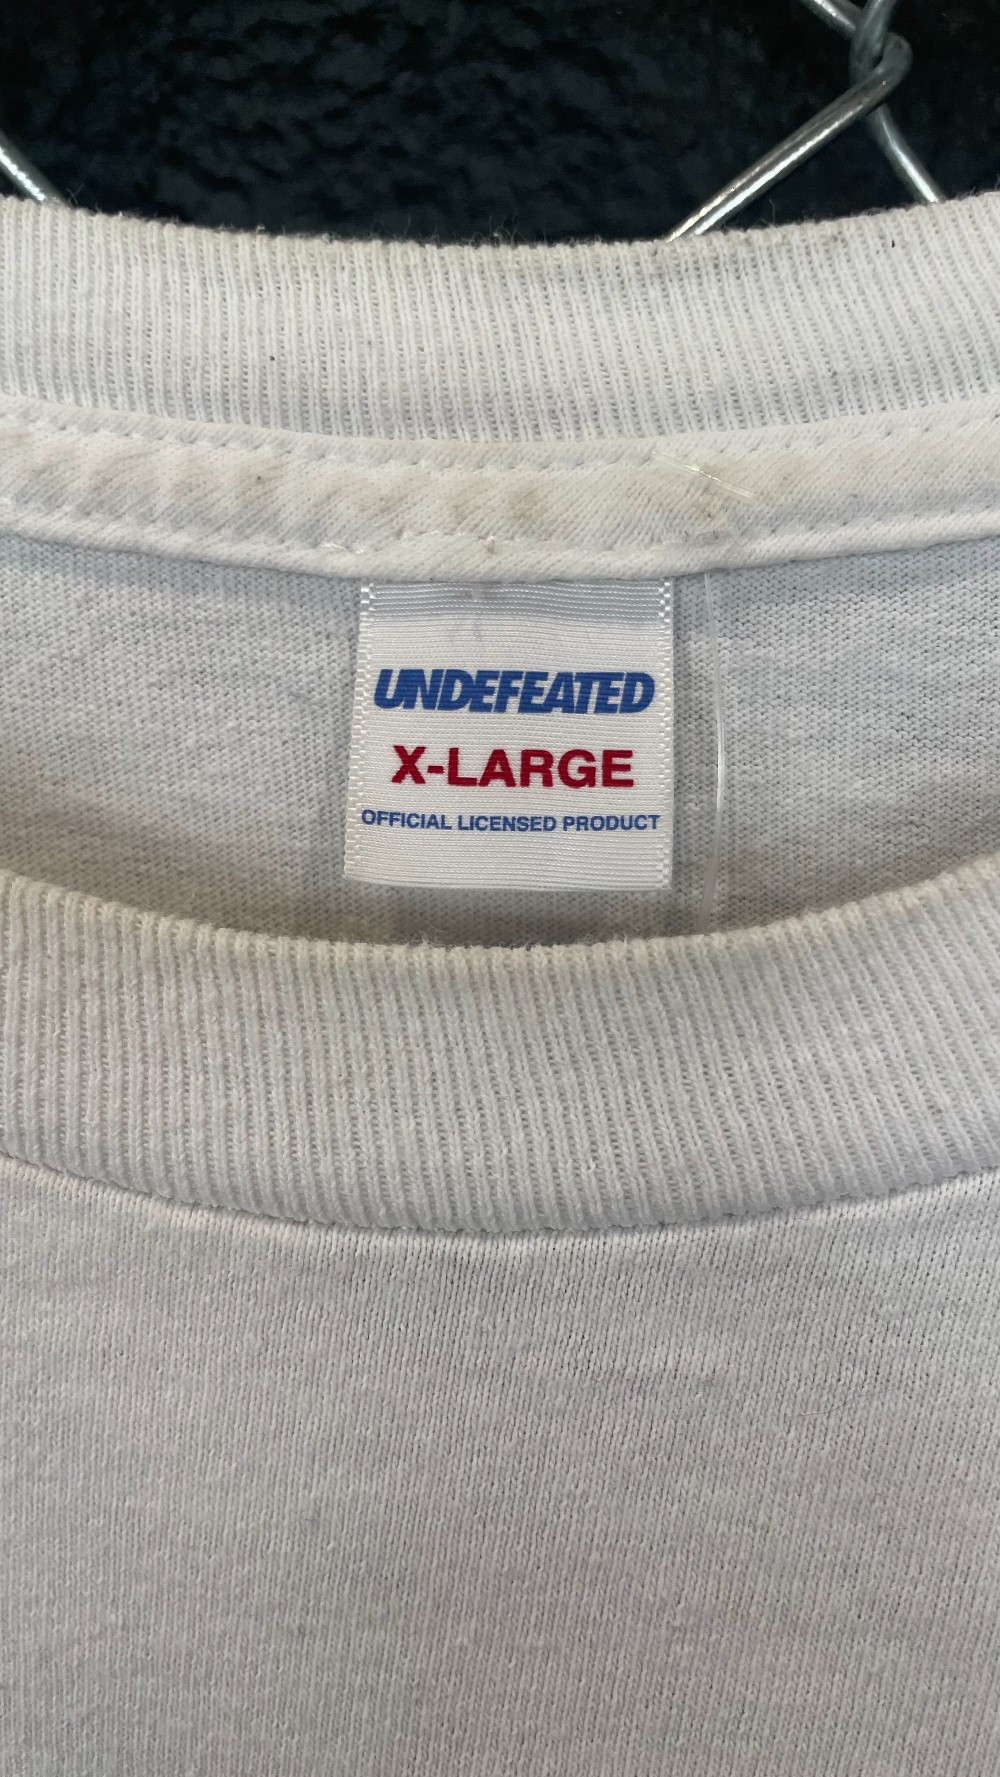 UNDEFEATED
X-LARGE
OFFICIAL LICENSED PRODUCT